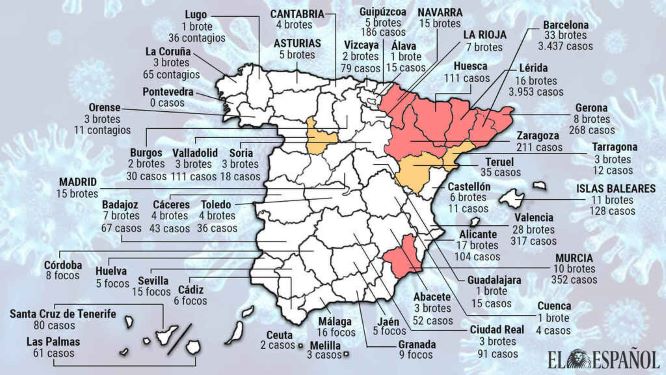 Lugo
1 brote
36 contagios
CANTABRIA
4 brotes
Guipúzcoa
5 brotes
186 casos
NAVARRA
15 brotes
Barcelona
33 brotes
3.437 casos
La Coruña
3 brotes
65 contagios
ASTURIAS
5 brotes
Vizcaya
2 brotes
79 casos
Álava
1 brote
15 casos
LA RIOJA
7 brotes
Huesca
111 casos
Lérida
16 brotes
3.953 casos
Pontevedra
0 casos
Orense
3 brotes
11 contagios
Gerona
8 brotes
268 casos
Zaragoza
211 casos
Tarragona
3 brotes
12 casos
Burgos
2 brotes
30 casos
Valladolid
3 brotes
111 casos
Soria
3 brotes
18 casos
Teruel
35 casos
MADRID
15 brotes
Castellón
6 brotes
11 casos
ISLAS BALEARES
11 brotes
128 casos
Badajoz
7 brotes
67 casos
Cáceres
4 brotes
43 casos
Toledo
4 brotes
36 casos
Valencia
28 brotes
317 casos
Alicante
17 brotes
104 casos
MURCIA
10 brotes
352 casos
Córdoba
8 focos
Huelva
5 focos
Sevilla
15 focos
Cádiz
6 focos
Guadalajara
1 brote
15 casos
Abacete
3 brotes
52 casos
Cuenca
1 brote
4 casos
Santa Cruz de Tenerife
80 casos
Las Palmas
61 casos
Ceuta
2 casos
Málaga
16 focos
Melilla
3 casos
Jaén
5 focos
Granada
9 focos
Ciudad Real
3 brotes
91 casos
EL ESPAÑOL